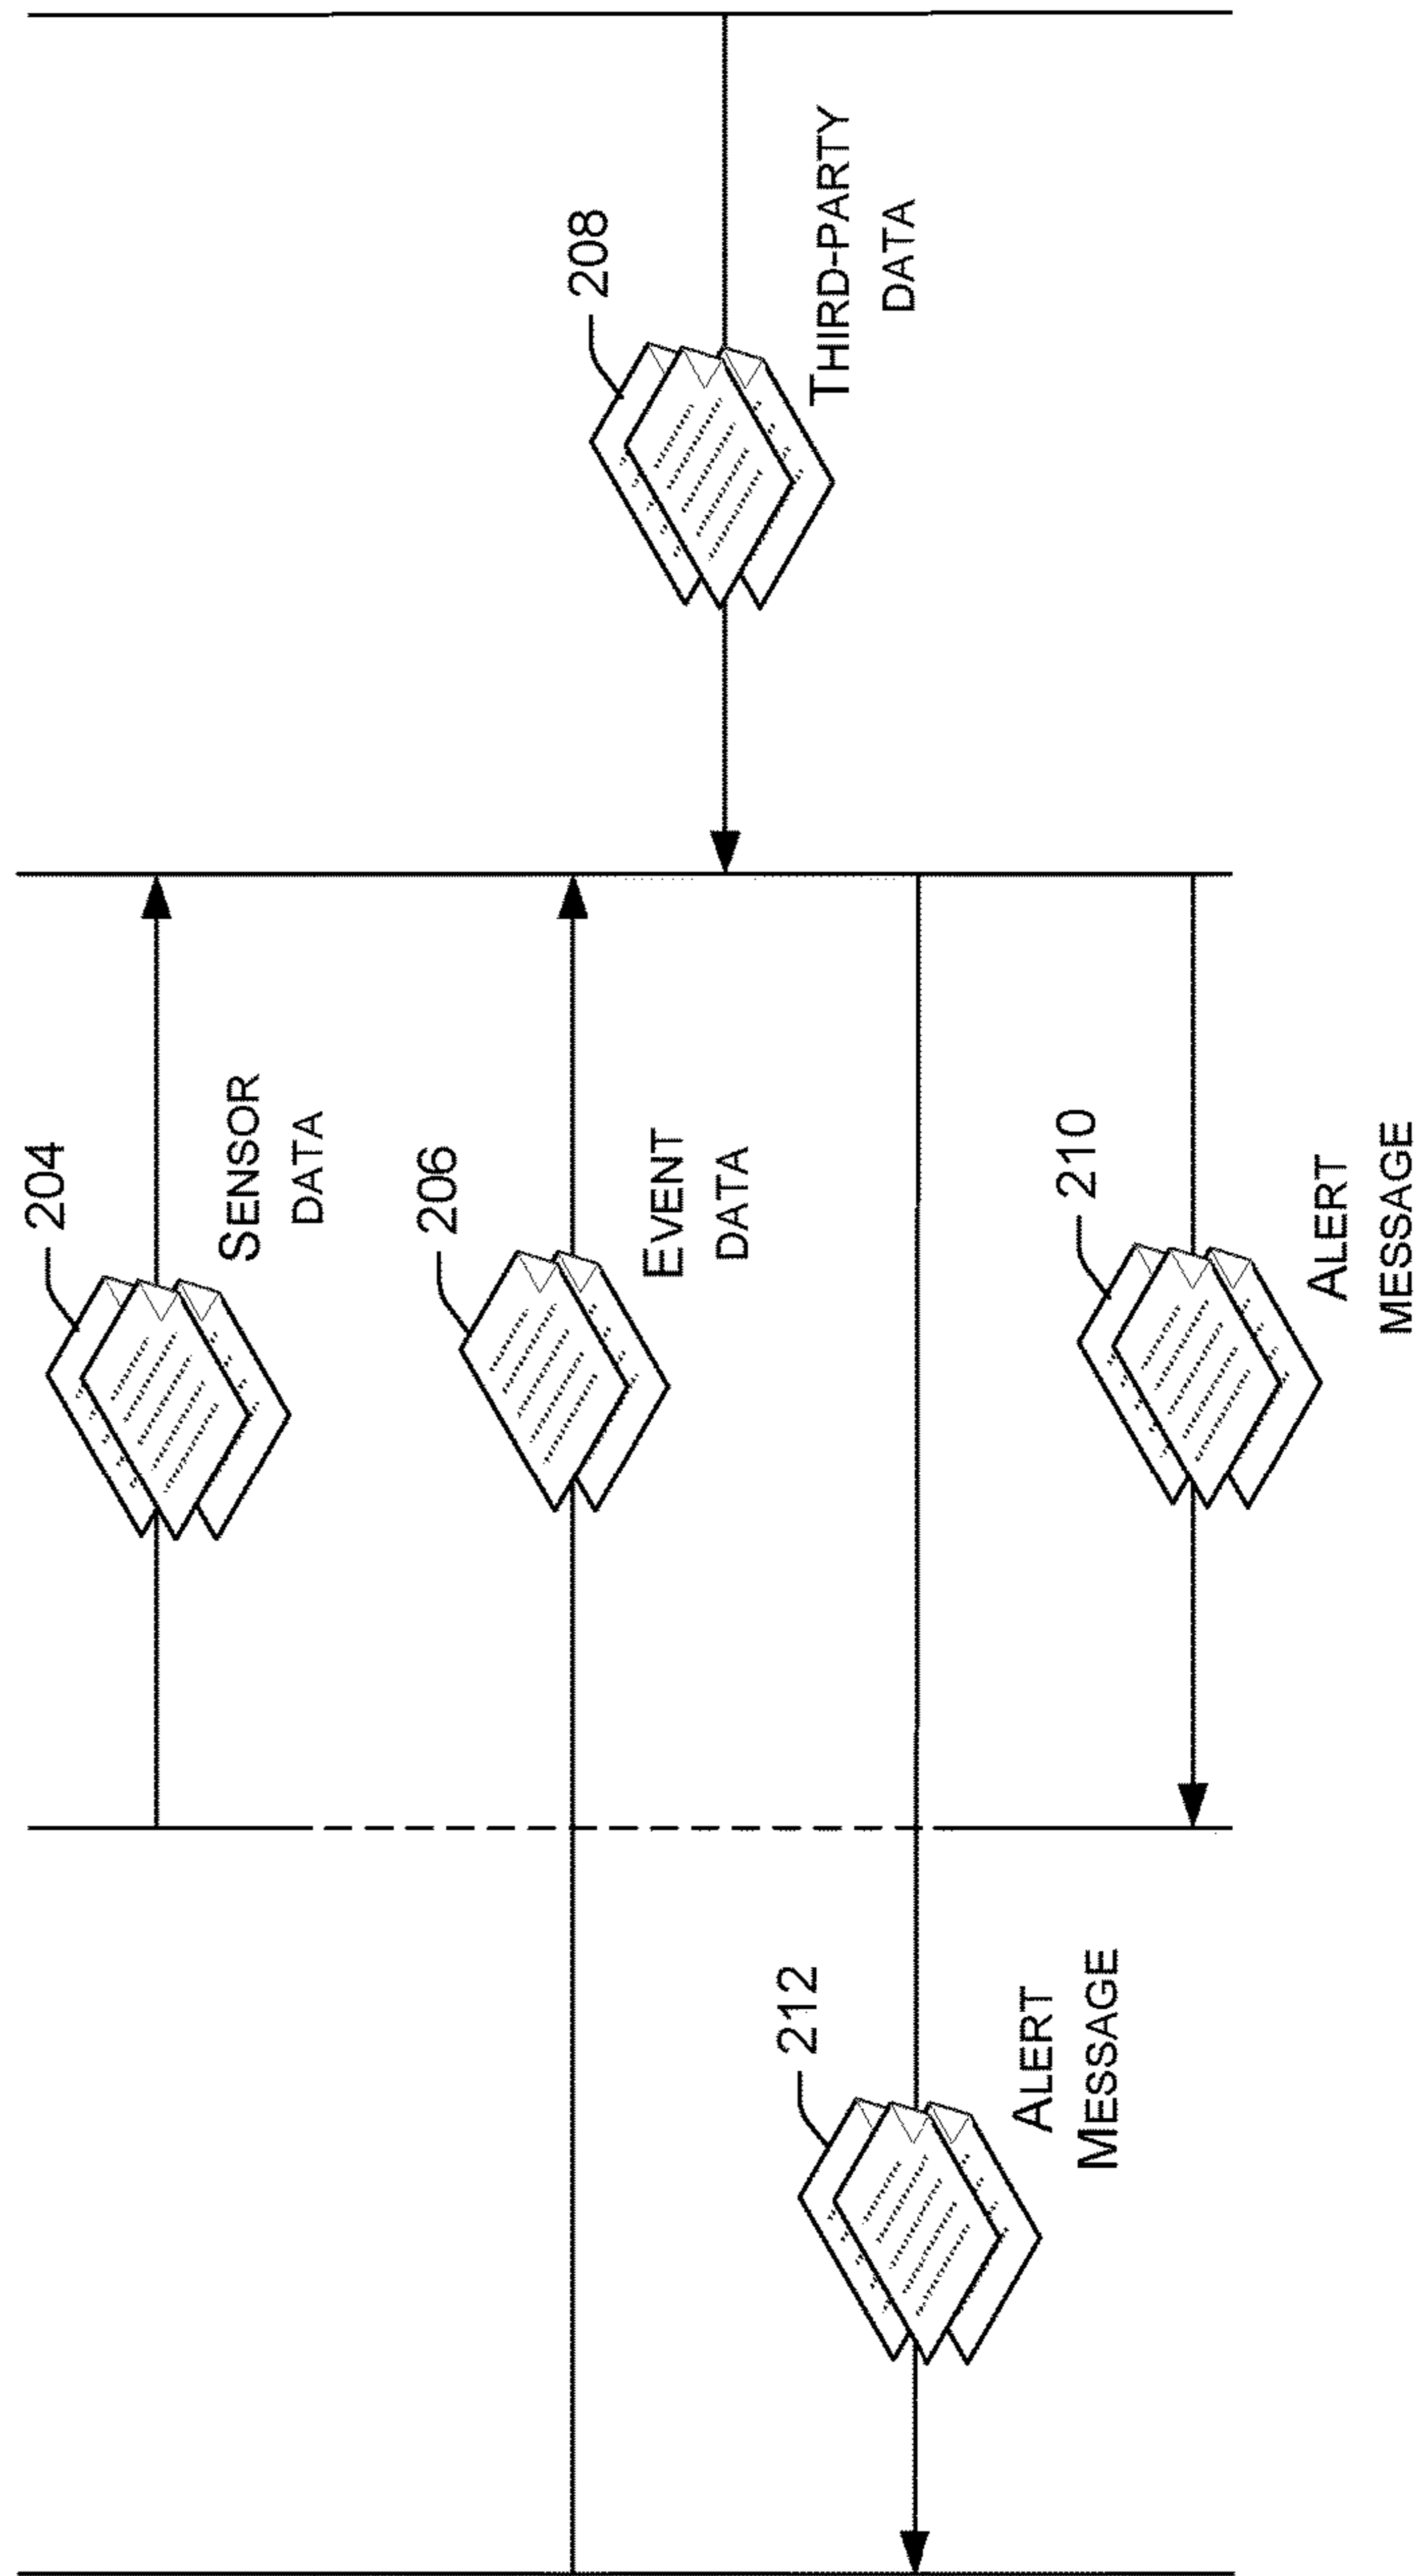 204
SENSOR
DATA
206
EVENT
DATA
208
THIRD-PARTY
DATA
212
ALERT
MESSAGE
210
ALERT
MESSAGE